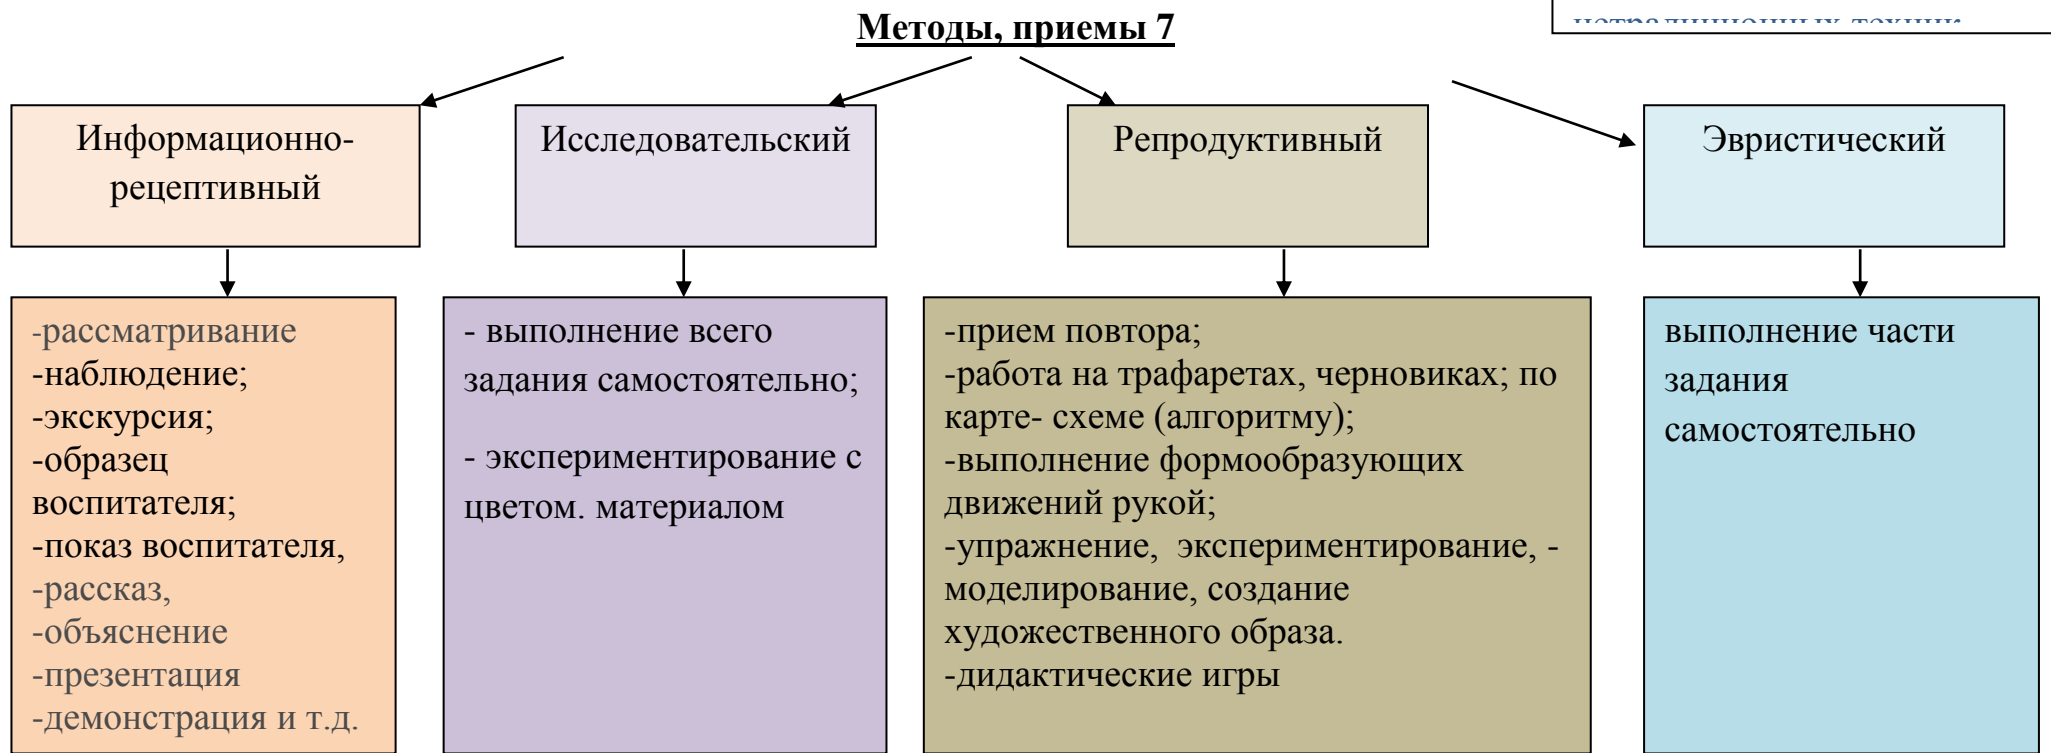 Методы, приемы 7
нетрадиционных техник
Информационно-
рецептивный
Исследовательский
Репродуктивный
Эвристический
-рассматривание
-наблюдение;
-экскурсия;
-образец
воспитателя;
-показ воспитателя,
-рассказ,
-объяснение
-презентация
-демонстрация и т.д.
- выполнение всего
задания самостоятельно;
- экспериментирование с
цветом. материалом
-прием повтора;
-работа на трафаретах, черновиках; по
карте- схеме (алгоритму);
-выполнение формообразующих
движений рукой;
-упражнение,  экспериментирование, -
моделирование, создание
художественного образа.
-дидактические игры
выполнение части
задания
самостоятельно